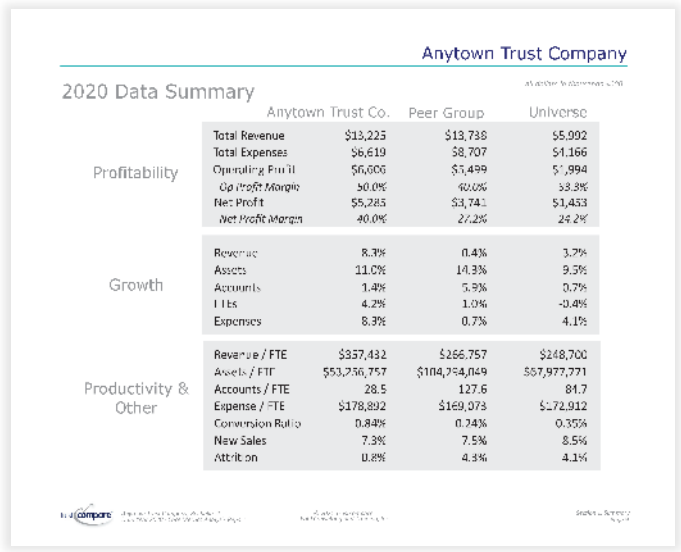 Anytown Trust Company
all dollars in thousands
2020 Data Summary
Anytown Trust Co. Peer Group Universe
Profitability
Total Revenue $13,225 $13,738 $5,992
Total Expenses $6,619 $8,707 $4,166
Operating Profit $6,606 $5,499 $1,994
Op Profit Margin 50.0% 40.0% 33.3%
Net Profit $5,285 $3,741 $1,453
Net Profit Margin 40.0% 27.2% 24.2%
Growth
Revenue 8.3% 0.4% 3.2%
Assets 11.0% 14.3% 9.5%
Accounts 1.4% 5.9% 0.7%
FTEs 4.2% 1.0% -0.4%
Expenses 8.3% 0.7% 4.1%
Productivity &
Other
Revenue / FTE $357,432 $266,757 $248,700
Assets / FTE $53,256,757 $104,294,049 $67,977,771
Accounts / FTE 28.5 127.6 84.7
Expense / FTE $178,892 $169,073 $172,912
Conversion Ratio 0.84% 0.24% 0.35%
New Sales 7.3% 7.5% 8.5%
Attrition 0.8% 4.3% 4.1%
compare